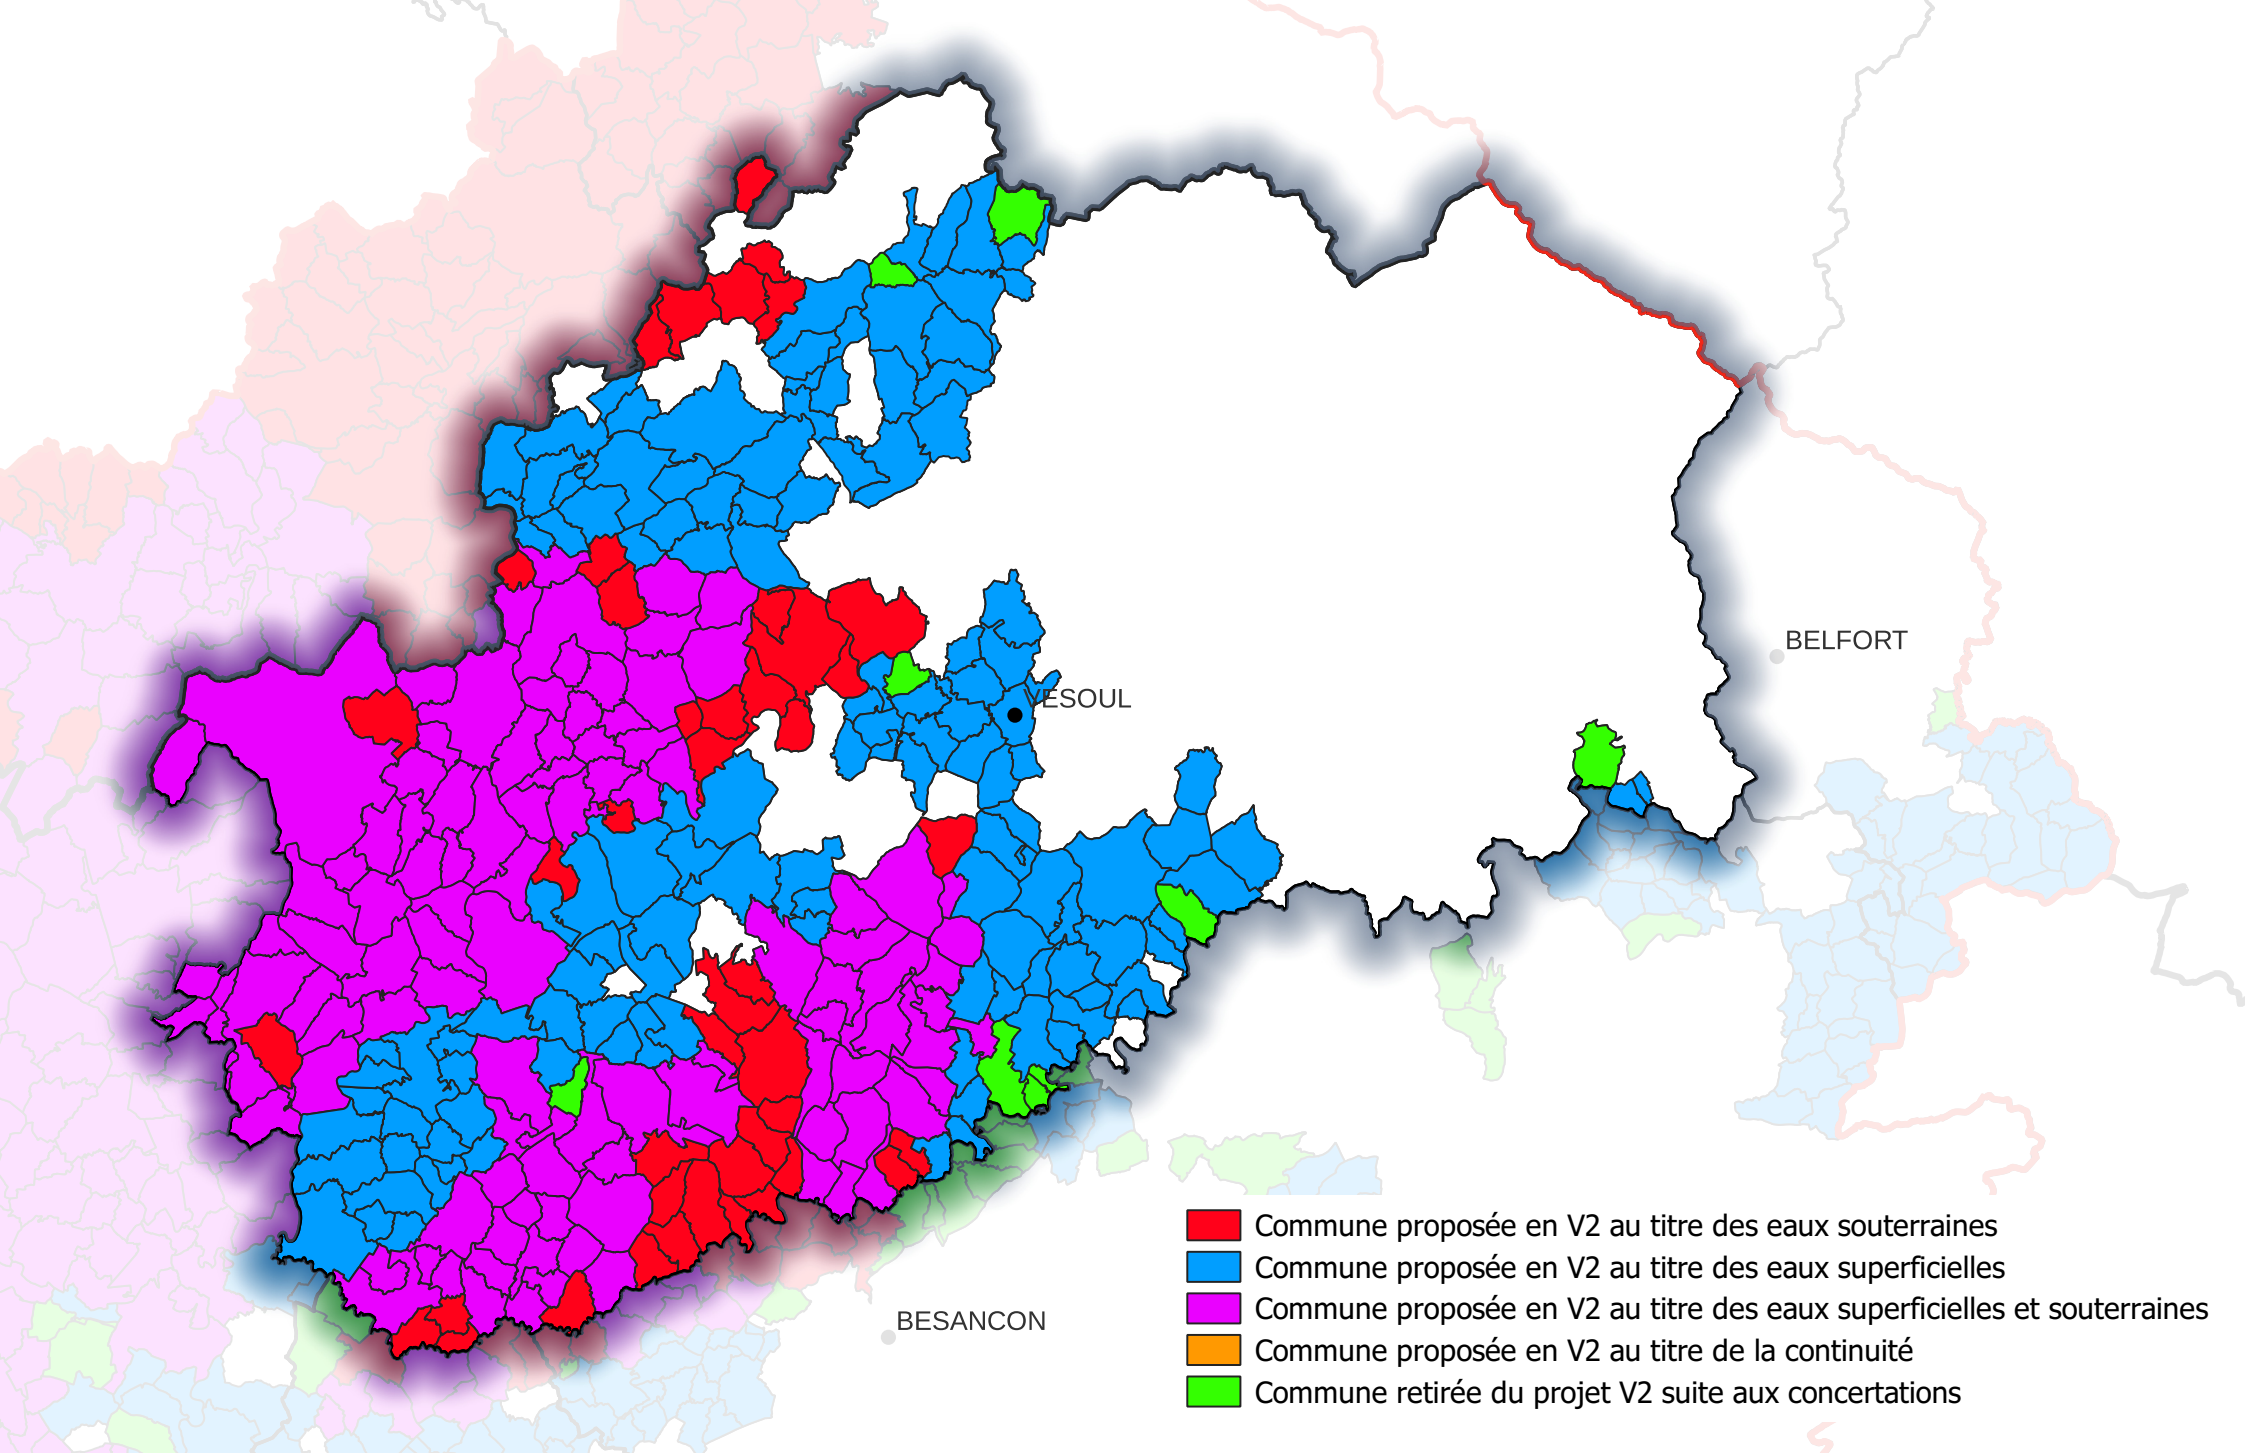 BELFORT
VESOUL
Commune proposée en V2 au titre des eaux souterraines
Commune proposée en V2 au titre des eaux superficielles
Commune proposée en V2 au titre des eaux superficielles et souterraines
BESANCON
Commune proposée en V2 au titre de la continuité
Commune retirée du projet V2 suite aux concertations